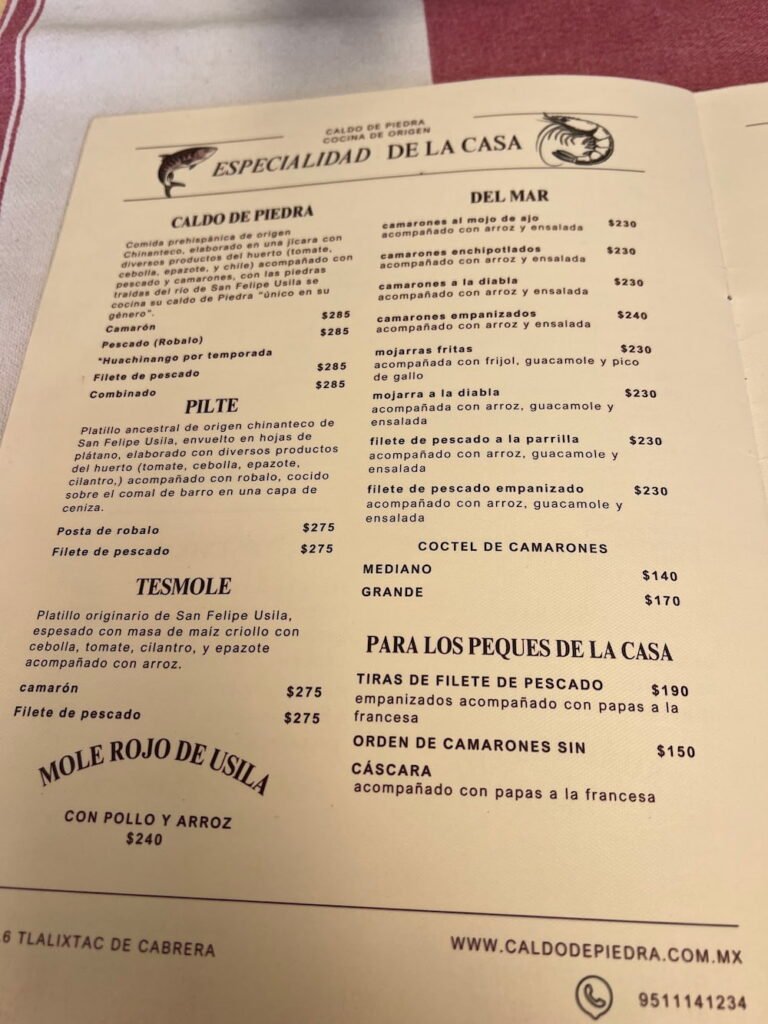 CALDO DE PIEDRA
COCINA DE ORIGEN
ESPECIALIDAD DE LA CASA
CALDO DE PIEDRA
Comida prehispánica de origen
Chinanteco, elaborado en una jícara con
diversos productos del huerto (tomate,
cebolla, epazote, y chile) acompañado con
pescado y camarones, con las piedras
traídas del río de San Felipe Usila se
cocina su caldo de Piedra "único en su
género".
Camarón $285
Pescado (Robalo) $285
*Huachinango por temporada
Filete de pescado $285
Combinado $285
PILTE
Platillo ancestral de origen chinanteco de
San Felipe Usila, envuelto en hojas de
plátano, elaborado con diversos productos
del huerto (tomate, cebolla, epazote,
cilantro,) acompañado con robalo, cocido
sobre el comal de barro en una capa de
ceniza.
Posta de robalo $275
Filete de pescado $275
TESMOLE
Platillo originario de San Felipe Usila,
espesado con masa de maíz criollo con
cebolla, tomate, cilantro, y epazote
acompañado con arroz.
camarón $275
Filete de pescado $275
MOLE ROJO DE USILA
CON POLLO Y ARROZ
$240
DEL MAR
camarones al mojo de ajo $230
acompañado con arroz y ensalada
camarones enchipotlados $230
acompañado con arroz y ensalada
camarones a la diabla $230
acompañado con arroz y ensalada
camarones empanizados $240
acompañado con arroz y ensalada
mojarras fritas $230
acompañada con frijol, guacamole y pico
de gallo
mojarra a la diabla $230
acompañada con arroz, guacamole y
ensalada
filete de pescado a la parrilla $230
acompañado con arroz, guacamole y
ensalada
filete de pescado empanizado $230
acompañado con arroz, guacamole y
ensalada
COCTEL DE CAMARONES
MEDIANO $140
GRANDE $170
PARA LOS PEQUES DE LA CASA
TIRAS DE FILETE DE PESCADO $190
empanizados acompañado con papas a la
francesa
ORDEN DE CAMARONES SIN $150
CÁSCARA
acompañado con papas a la francesa
6 TLALIXTAC DE CABRERA
WWW.CALDODEPIEDRA.COM.MX
9511141234